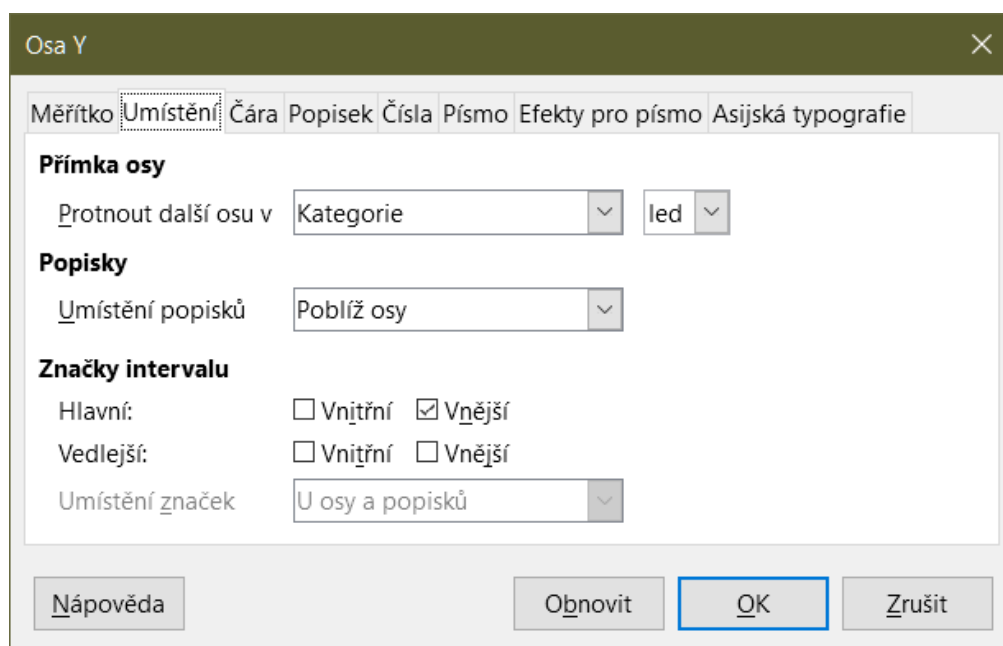 Osa Y
Měřítko Umístění Čára Popisek Čísla Písmo Efekty pro písmo Asijská typografie
Přímka osy
Protnout další osu v Kategorie led
Popisky
Umístění popisků Poblíž osy
Značky intervalu
Hlavní: Vnitřní Vnější
Vedlejší: Vnitřní Vnější
Umístění značek U osy a popisků
Nápověda Obnovit OK Zrušit